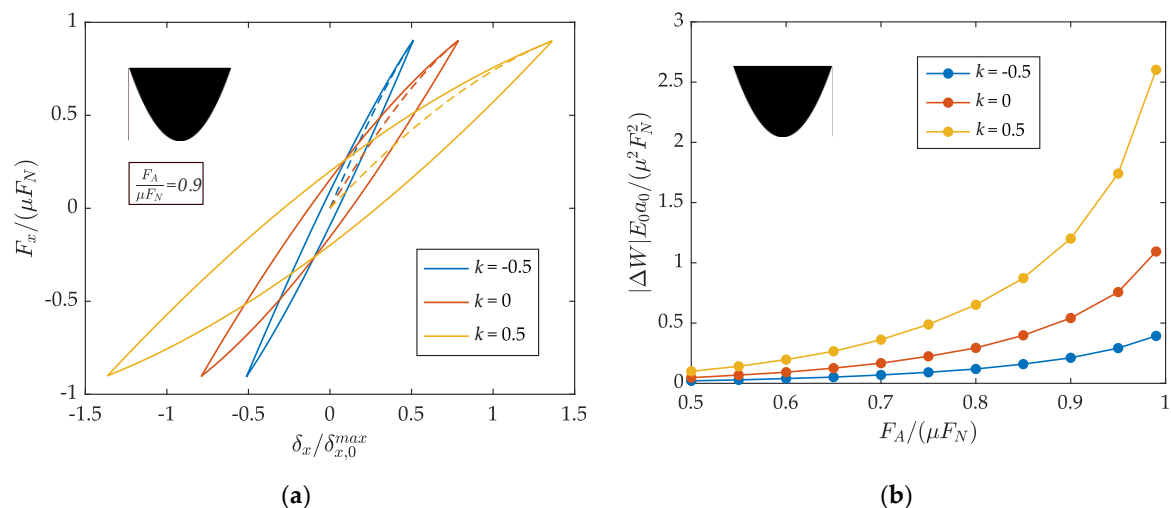 1
0.5
0
-0.5
-1
-1.5
-1
-0.5
0
0.5
1
1.5
F_x/(μF_N)
δ_x/δ_{x,0}^{max}
F_A/μF_N=0.9
k = -0.5
k = 0
k = 0.5
(a)
3
2.5
2
1.5
1
0.5
0
0.5
0.6
0.7
0.8
0.9
1
|ΔW|E_0a_0/(μ^2F_N^2)
F_A/(μF_N)
k = -0.5
k = 0
k = 0.5
(b)